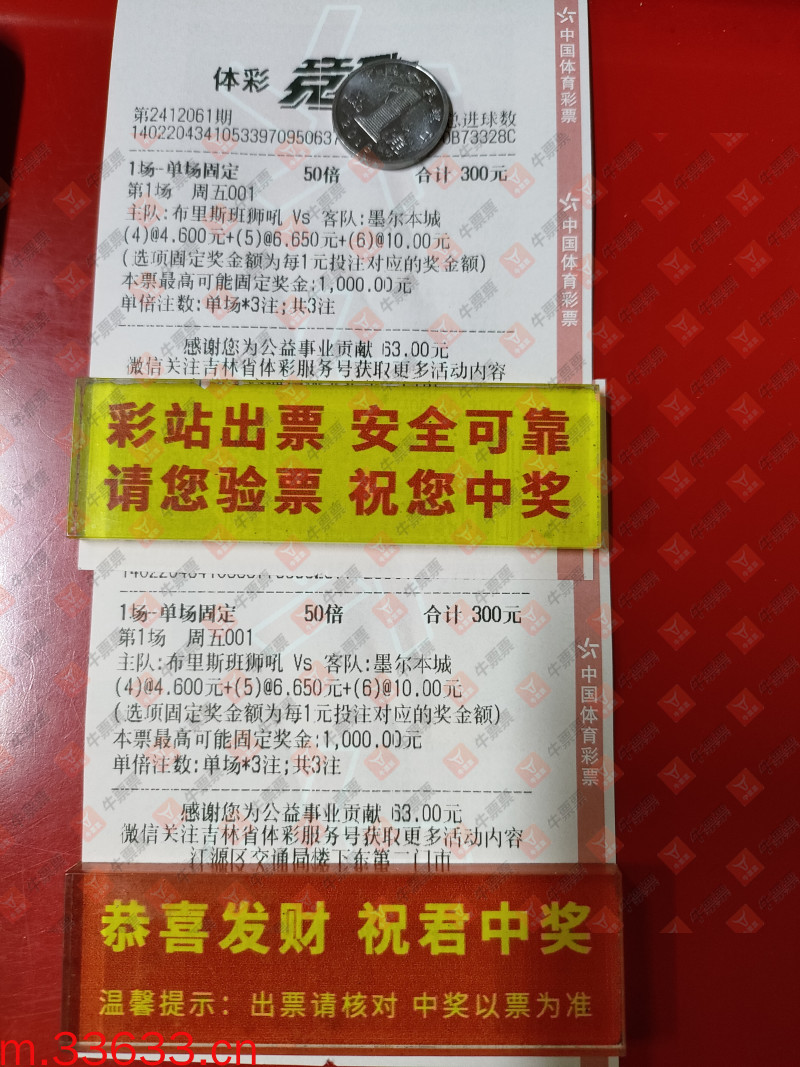 体彩 竞
第2412061期 总进球数
140220434105339709506 0B73328C
1场-单场固定 50倍 合计 300元
第1场 周五001
主队:布里斯班狮吼 Vs 客队:墨尔本城
(4)@4.600元+(5)@6.650元+(6)@10.00元
(选项固定奖金额为每1元投注对应的奖金额)
本票最高可能固定奖金:1,000.00元
单倍注数:单场*3注;共3注
感谢您为公益事业贡献 63.00元
微信关注吉林省体彩服务号获取更多活动内容
中国体育彩票
中国体育彩票
彩站出票 安全可靠
请您验票 祝您中奖
1场-单场固定 50倍 合计 300元
第1场 周五001
主队:布里斯班狮吼 Vs 客队:墨尔本城
(4)@4.600元+(5)@6.650元+(6)@10.00元
(选项固定奖金额为每1元投注对应的奖金额)
本票最高可能固定奖金:1,000.00元
单倍注数:单场*3注;共3注
感谢您为公益事业贡献 63.00元
微信关注吉林省体彩服务号获取更多活动内容
江源区交通局楼下东第二门市
中国体育彩票
恭喜发财 祝君中奖
温馨提示: 出票请核对 中奖以票为准
m.33633.cn
牛票票